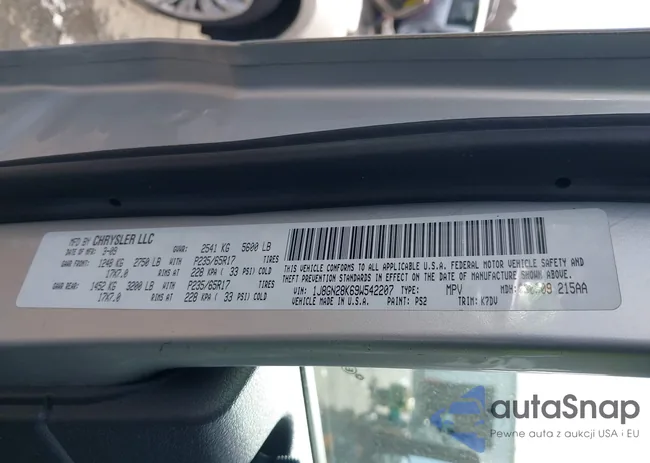 MFD BY CHRYSLER LLC
DATE OF MFR: 3-09 GVWR: 2541 KG 5600 LB
GAWR FRONT: 1248 KG 2750 LB WITH P235/65R17 TIRES
17X7.0 RIMS AT 228 KPA ( 33 PSI) COLD
GAWR REAR: 1452 KG 3200 LB WITH P235/65R17 TIRES
17X7.0 RIMS AT 228 KPA ( 33 PSI) COLD
THIS VEHICLE CONFORMS TO ALL U.S.A. FEDERAL MOTOR VEHICLE SAFETY AND
THEFT PREVENTION STANDARDS IN EFFECT ON THE DATE OF MANUFACTURE SHOWN ABOVE.
VIN: 1J8GN28K69W542207 TYPE: MPV MDH: 215AA
VEHICLE MADE IN U.S.A. PAINT: PS2 TRIM: K7DV
autaSnap
Pewne auta z aukcji USA i EU